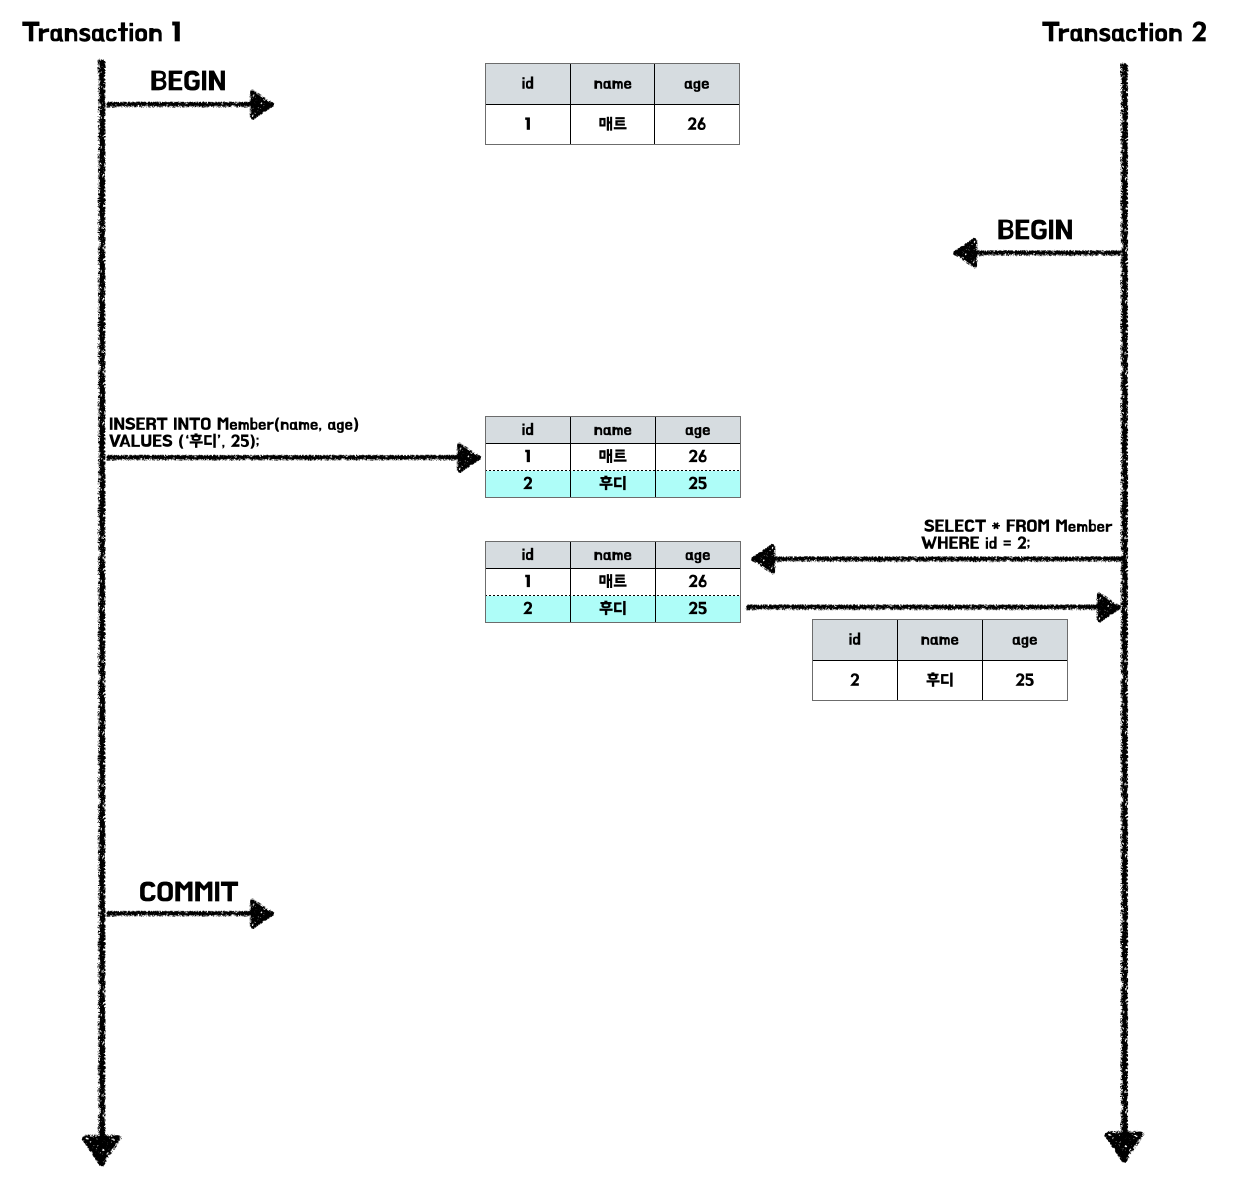 Transaction 1
Transaction 2
BEGIN
id name age
1 매트 26
BEGIN
INSERT INTO Member(name, age)
VALUES (‘후디’, 25);
id name age
1 매트 26
2 후디 25
SELECT * FROM Member
WHERE id = 2;
id name age
1 매트 26
2 후디 25
id name age
2 후디 25
COMMIT